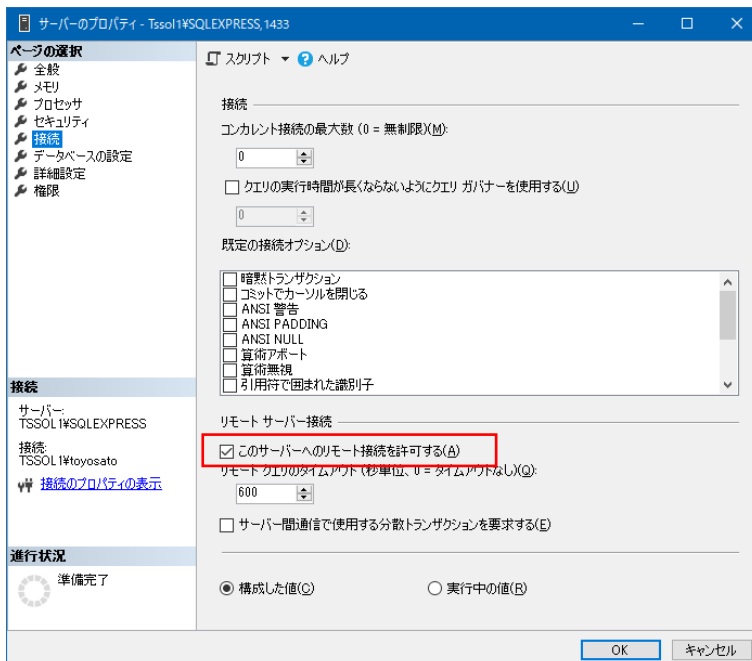 サーバーのプロパティ - Tssol1¥SQLEXPRESS,1433
ページの選択
全般
メモリ
プロセッサ
セキュリティ
接続
データベースの設定
詳細設定
権限
接続
サーバー:
TSSOL1¥SQLEXPRESS
接続:
TSSOL1¥toyosato
接続のプロパティの表示
進行状況
準備完了
スクリプト
ヘルプ
接続
コンカレント接続の最大数 (0 = 無制限)(M):
0
クエリの実行時間が長くならないようにクエリ ガバナーを使用する(U)
0
既定の接続オプション(D):
暗黙トランザクション
コミットでカーソルを閉じる
ANSI 警告
ANSI PADDING
ANSI NULL
算術アボート
算術無視
引用符で囲まれた識別子
リモート サーバー接続
このサーバーへのリモート接続を許可する(A)
リモート クエリのタイムアウト (秒単位、0 = タイムアウトなし)(Q):
600
サーバー間通信で使用する分散トランザクションを要求する(E)
構成した値(C)
実行中の値(R)
OK
キャンセル